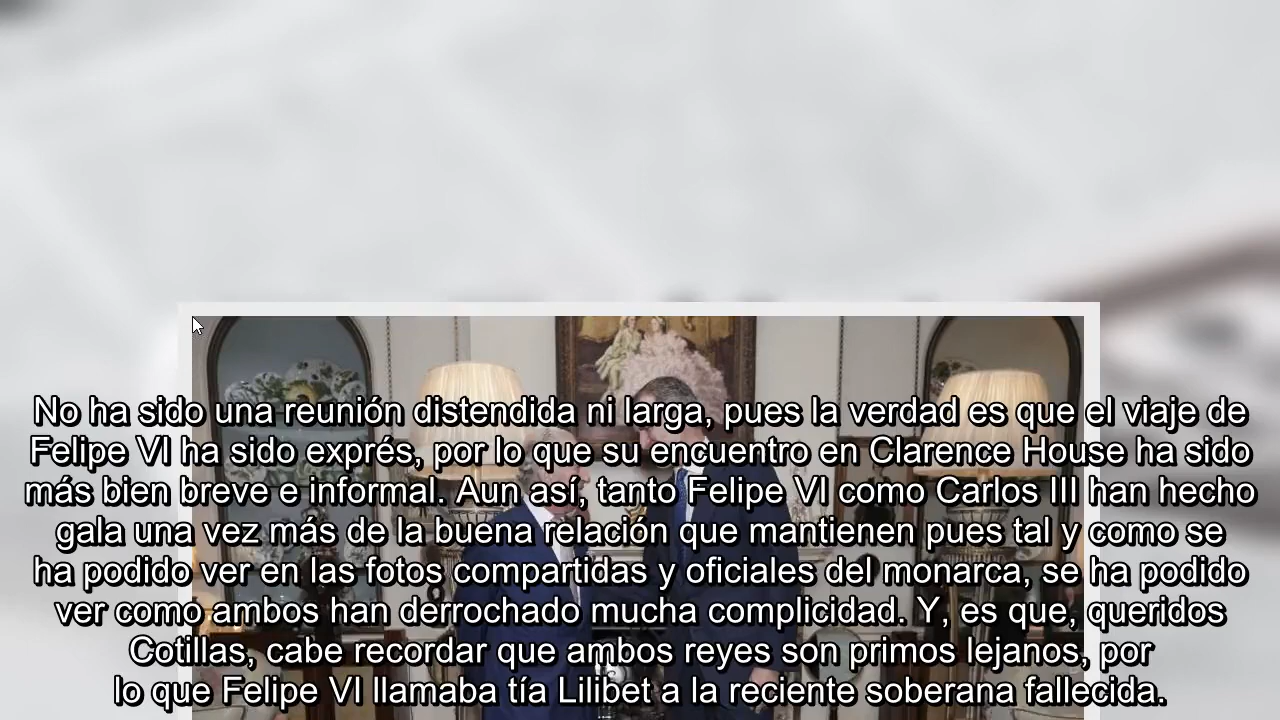 No ha sido una reunión distendida ni larga, pues la verdad es que el viaje de
Felipe VI ha sido exprés, por lo que su encuentro en Clarence House ha sido
más bien breve e informal. Aun así, tanto Felipe VI como Carlos III han hecho
gala una vez más de la buena relación que mantienen pues tal y como se
ha podido ver en las fotos compartidas y oficiales del monarca, se ha podido
ver como ambos han derrochado mucha complicidad. Y, es que, queridos
Cotillas, cabe recordar que ambos reyes son primos lejanos, por
lo que Felipe VI llamaba tía Lilibet a la reciente soberana fallecida.